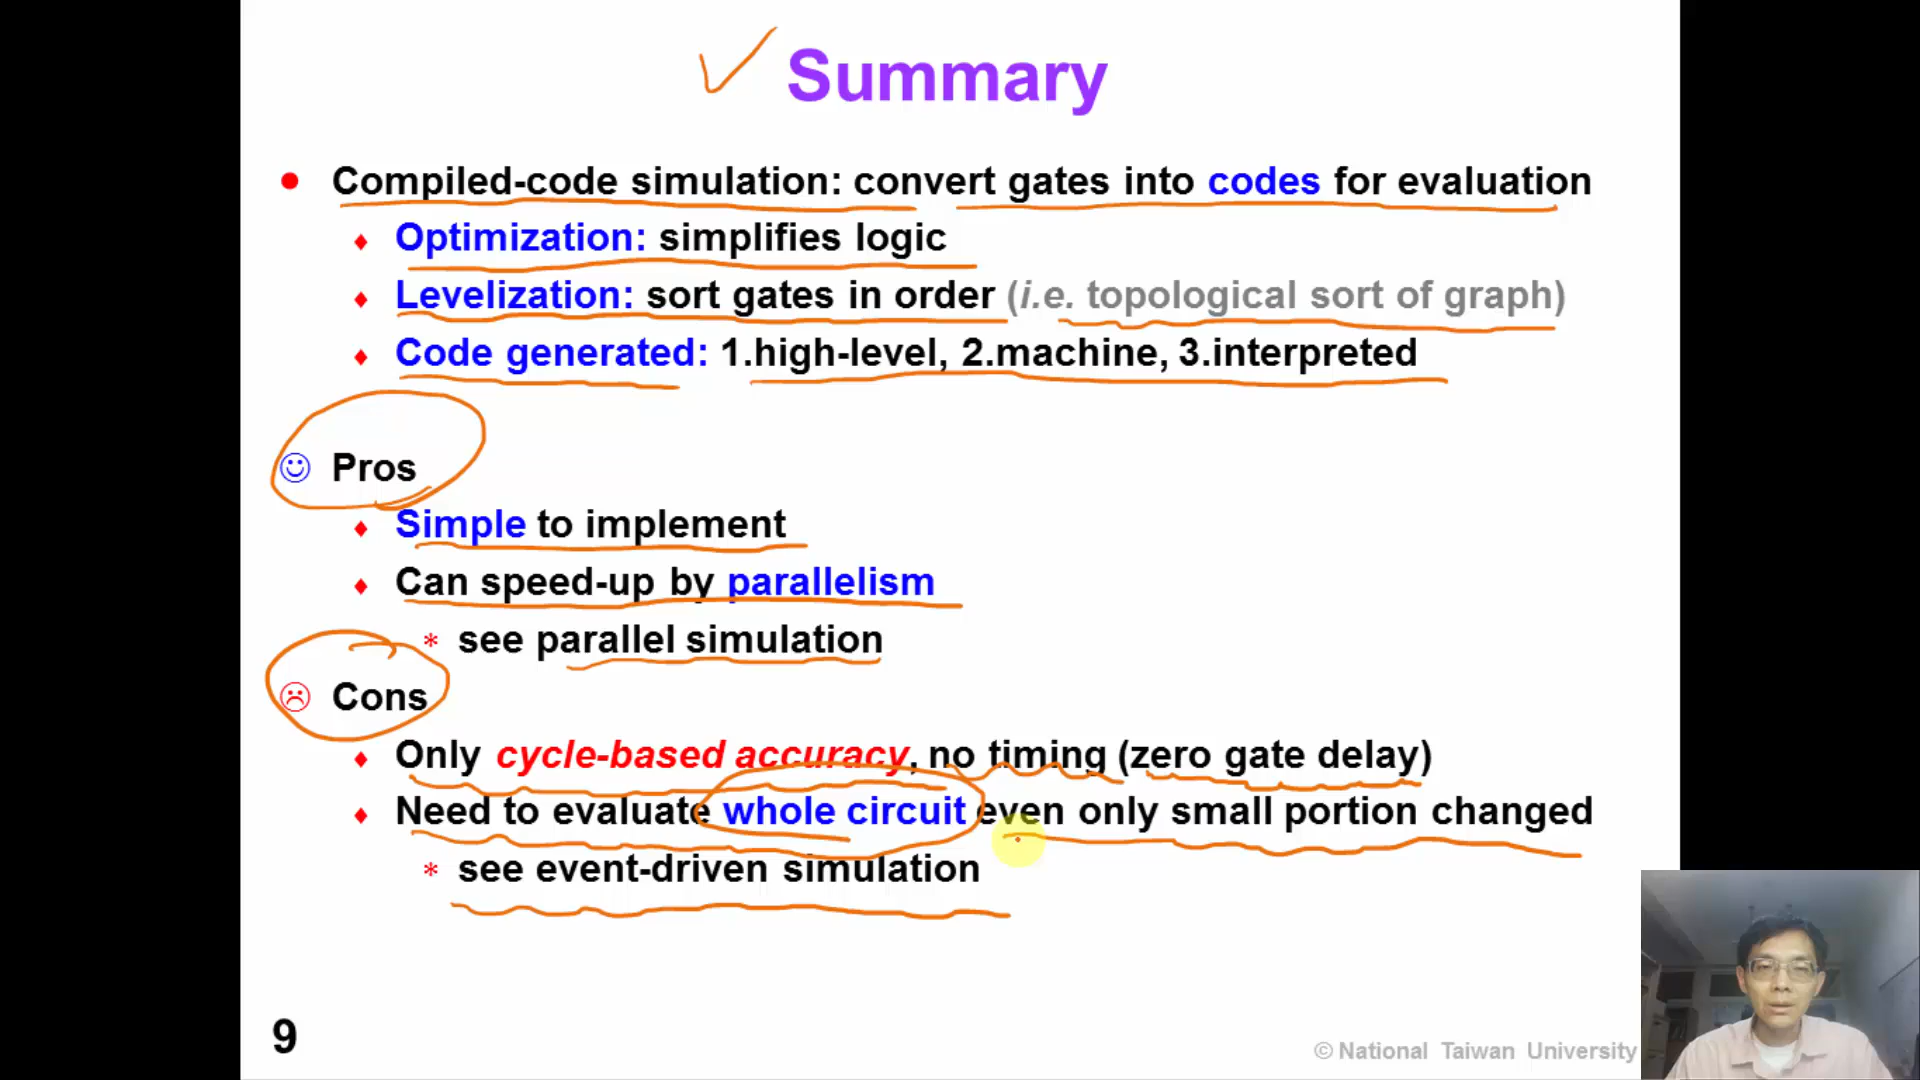 Summary
Compiled-code simulation: convert gates into codes for evaluation
Optimization: simplifies logic
Levelization: sort gates in order (i.e. topological sort of graph)
Code generated: 1.high-level, 2.machine, 3.interpreted
Pros
Simple to implement
Can speed-up by parallelism
* see parallel simulation
Cons
Only cycle-based accuracy, no timing (zero gate delay)
Need to evaluate whole circuit even only small portion changed
* see event-driven simulation
9
© National Taiwan University